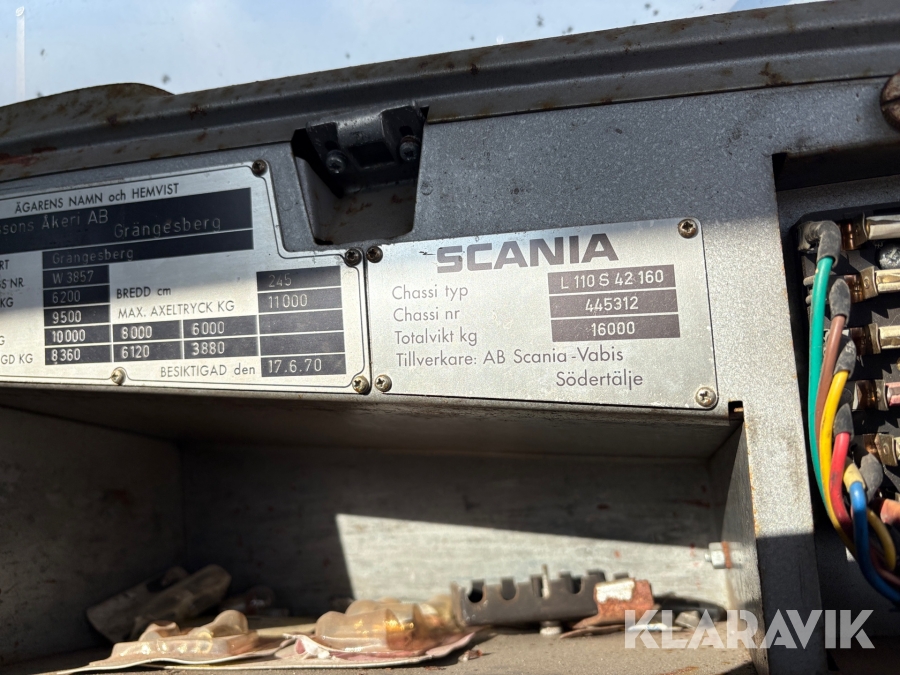 ÄGARENS NAMN och HEMVIST
ssons Åkeri AB
Grängesberg
RT Grängesberg
S NR. W 3857 BREDD cm 245
KG 6200 MAX. AXELTRYCK KG 11000
9500
G 10000 8000 6000
GD KG 8360 6120 3880
BESIKTIGAD den 17.6.70
SCANIA
Chassi typ L 110 S 42 160
Chassi nr 445312
Totalvikt kg 16000
Tillverkare: AB Scania-Vabis
Södertälje
KLARAVIK